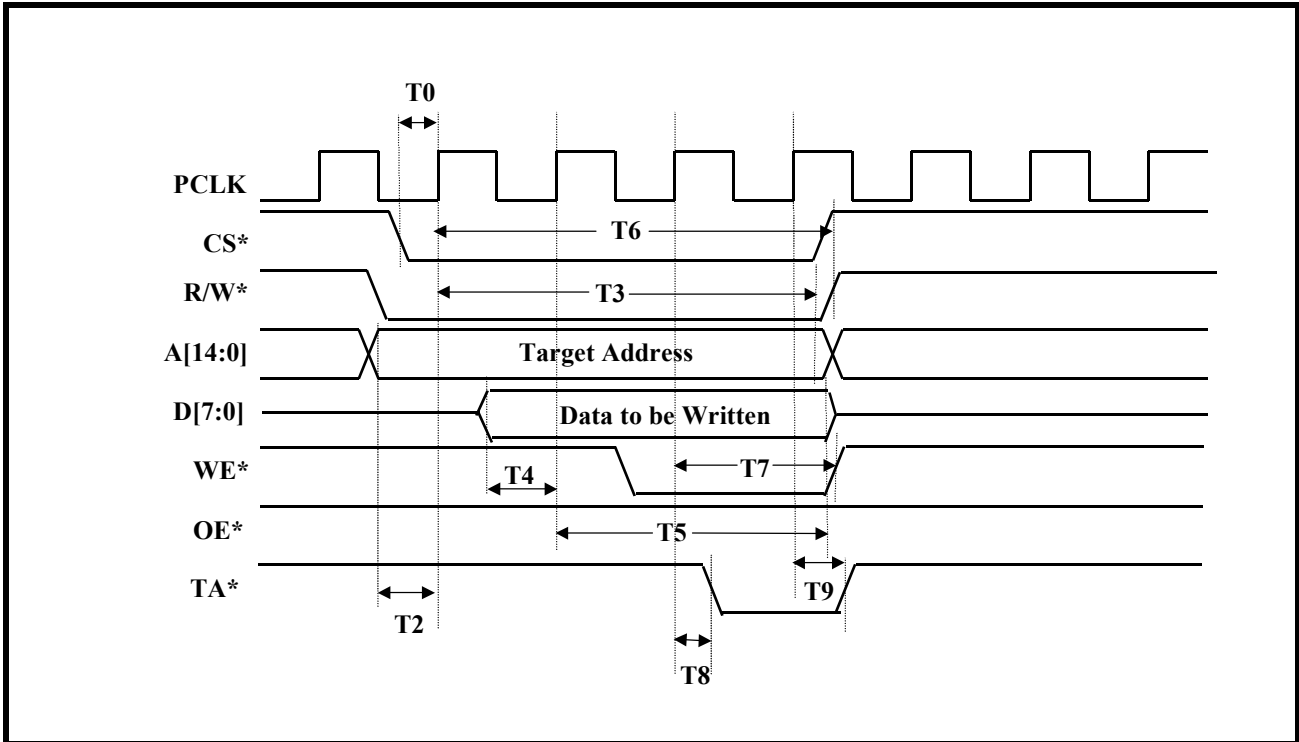 T0
PCLK
T6
CS*
R/W*
T3
A[14:0]
Target Address
D[7:0]
Data to be Written
WE*
T4
T7
OE*
T5
TA*
T9
T2
T8